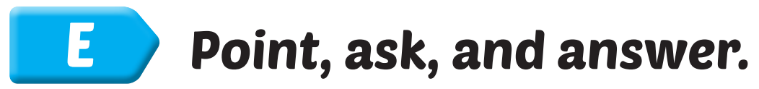 E Point, ask, and answer.